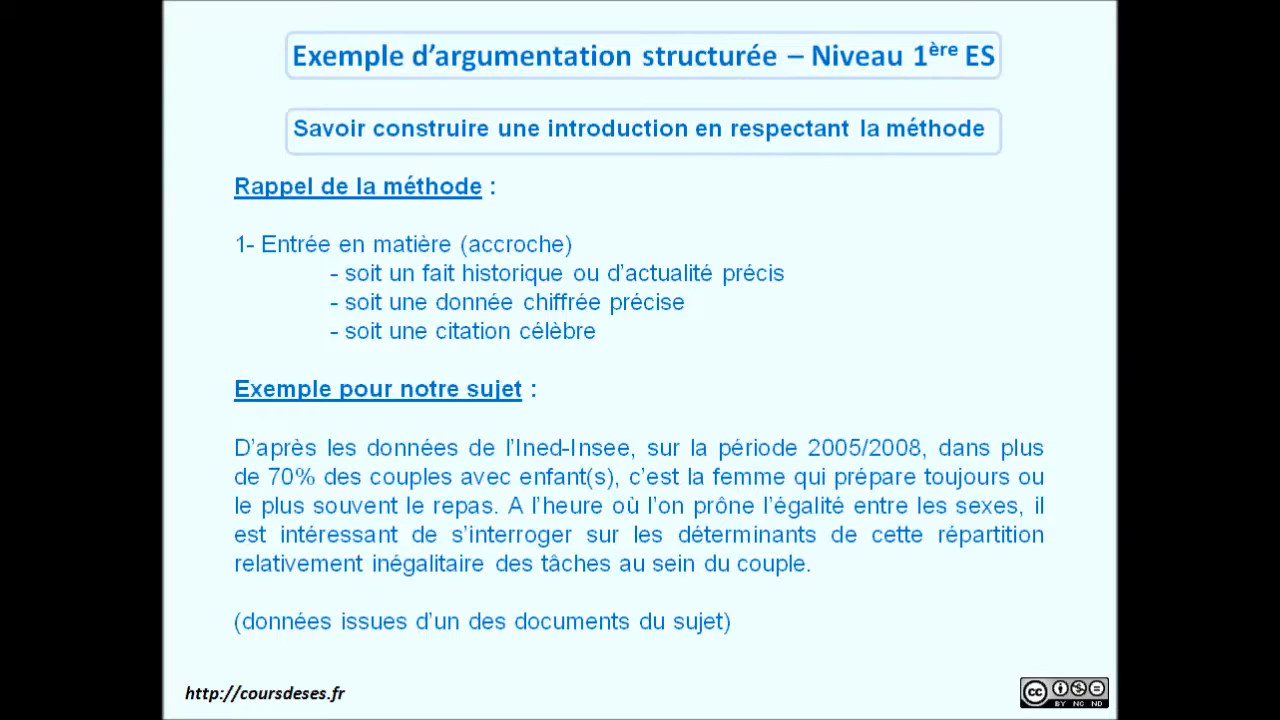 Exemple d’argumentation structurée – Niveau 1ère ES
Savoir construire une introduction en respectant la méthode
Rappel de la méthode :
1- Entrée en matière (accroche)
- soit un fait historique ou d’actualité précis
- soit une donnée chiffrée précise
- soit une citation célèbre
Exemple pour notre sujet :
D’après les données de l’Ined-Insee, sur la période 2005/2008, dans plus
de 70% des couples avec enfant(s), c’est la femme qui prépare toujours ou
le plus souvent le repas. A l’heure où l’on prône l’égalité entre les sexes, il
est intéressant de s’interroger sur les déterminants de cette répartition
relativement inégalitaire des tâches au sein du couple.
(données issues d’un des documents du sujet)
http://coursdeses.fr
cc
BY NC ND